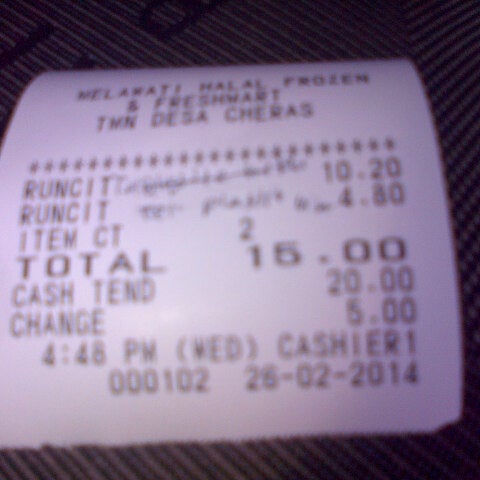 MELAWATI HALAL FROZEN
& FRESHMART
TMN DESA CHERAS
RUNCIT 10.20
RUNCIT 4.80
ITEM CT 2
TOTAL 15.00
CASH TEND 20.00
CHANGE 5.00
4:48 PM (WED) CASHIER1
000102 26-02-2014